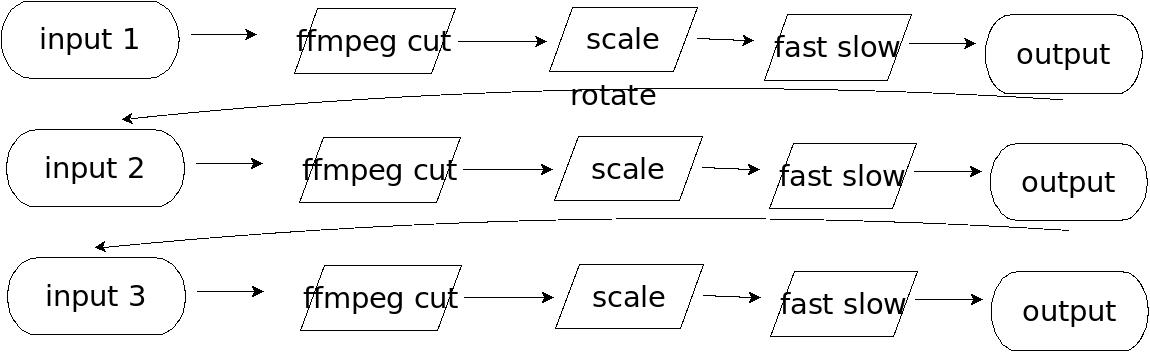 input 1
ffmpeg cut
scale
fast slow
output
rotate
input 2
ffmpeg cut
scale
fast slow
output
input 3
ffmpeg cut
scale
fast slow
output